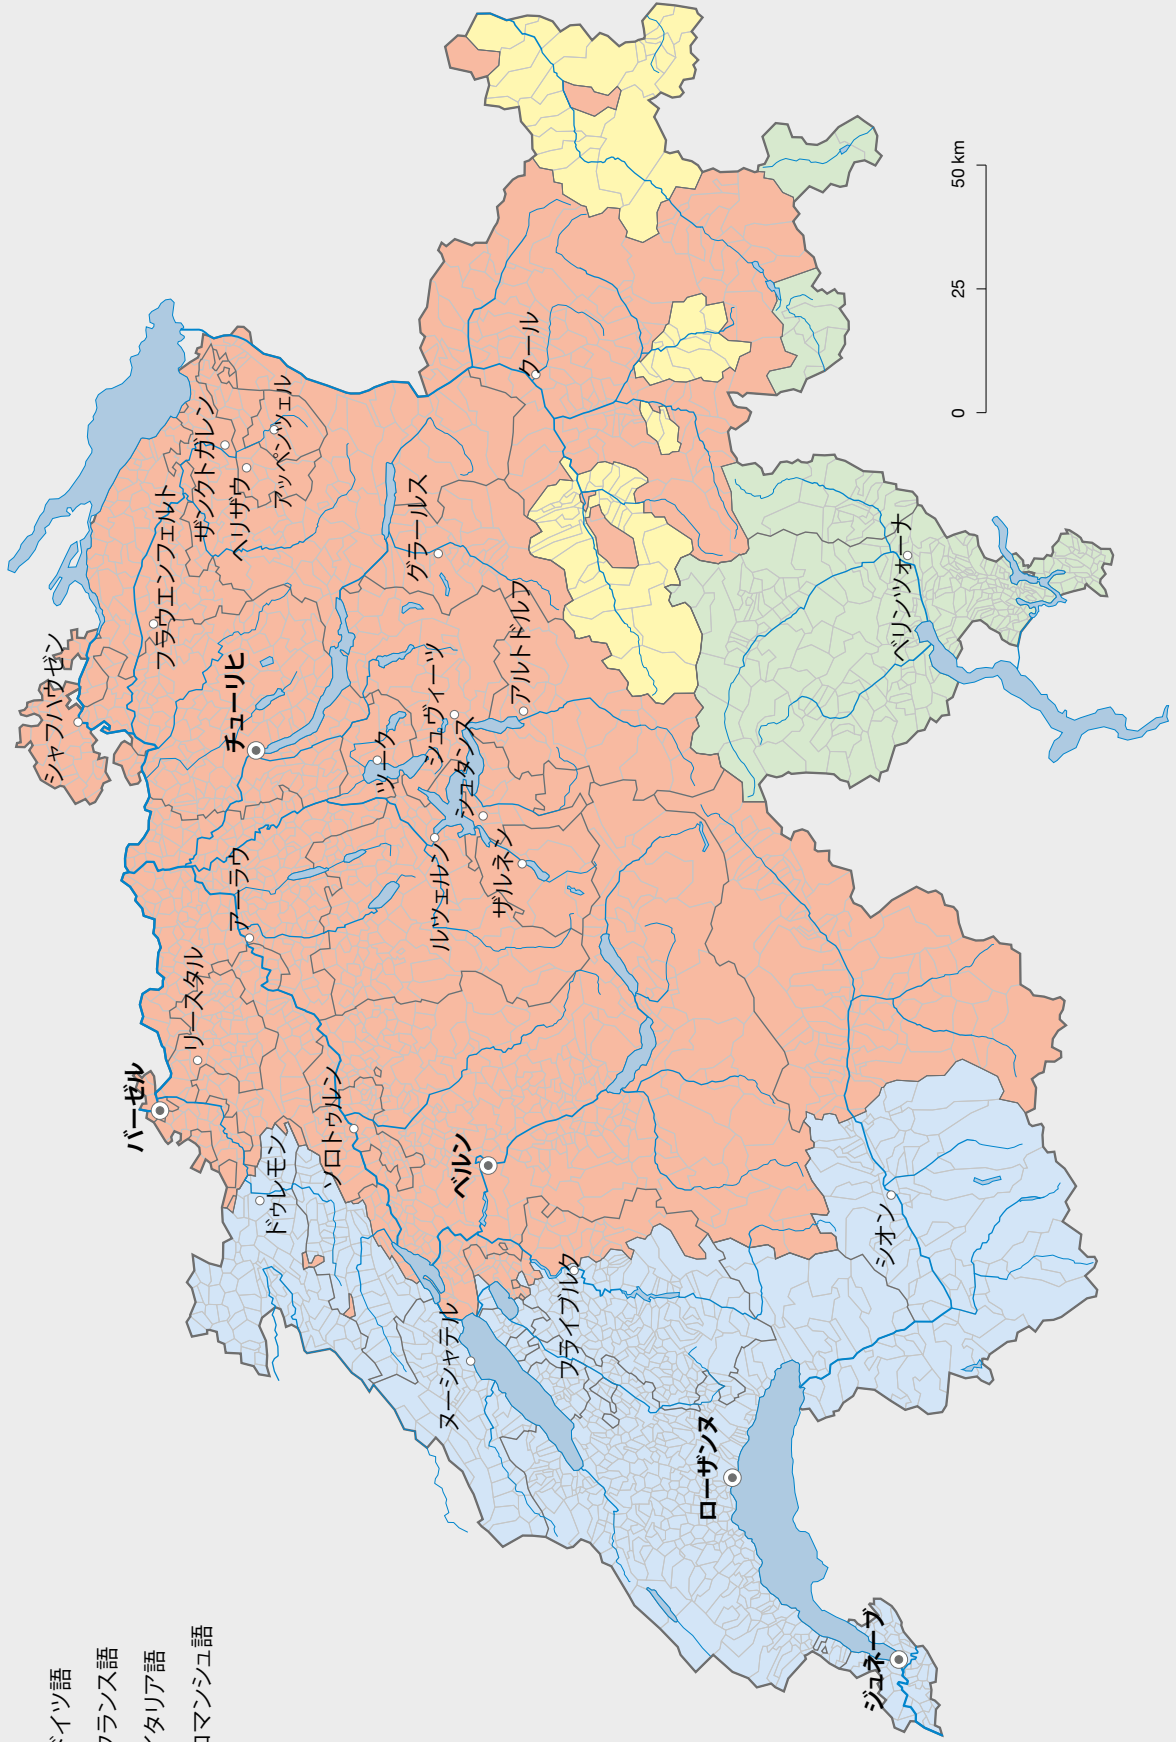 ドイツ語
フランス語
イタリア語
ロマンシュ語
シャフハウゼン
バーゼル
フラウエンフェルト
リースタル
ザンクトガレン
チューリヒ
アーラウ
ヘリザウ
ドゥレモン
アッペンツェル
ソロトゥルン
ツーク
グラールス
シュヴィーツ
ルツェルン
ヌーシャテル
ベルン
シュタンス
ザルネン
アルトドルフ
クール
フライブルク
ローザンヌ
ジュネーブ
シオン
ベリンツォーナ
0 25 50 km